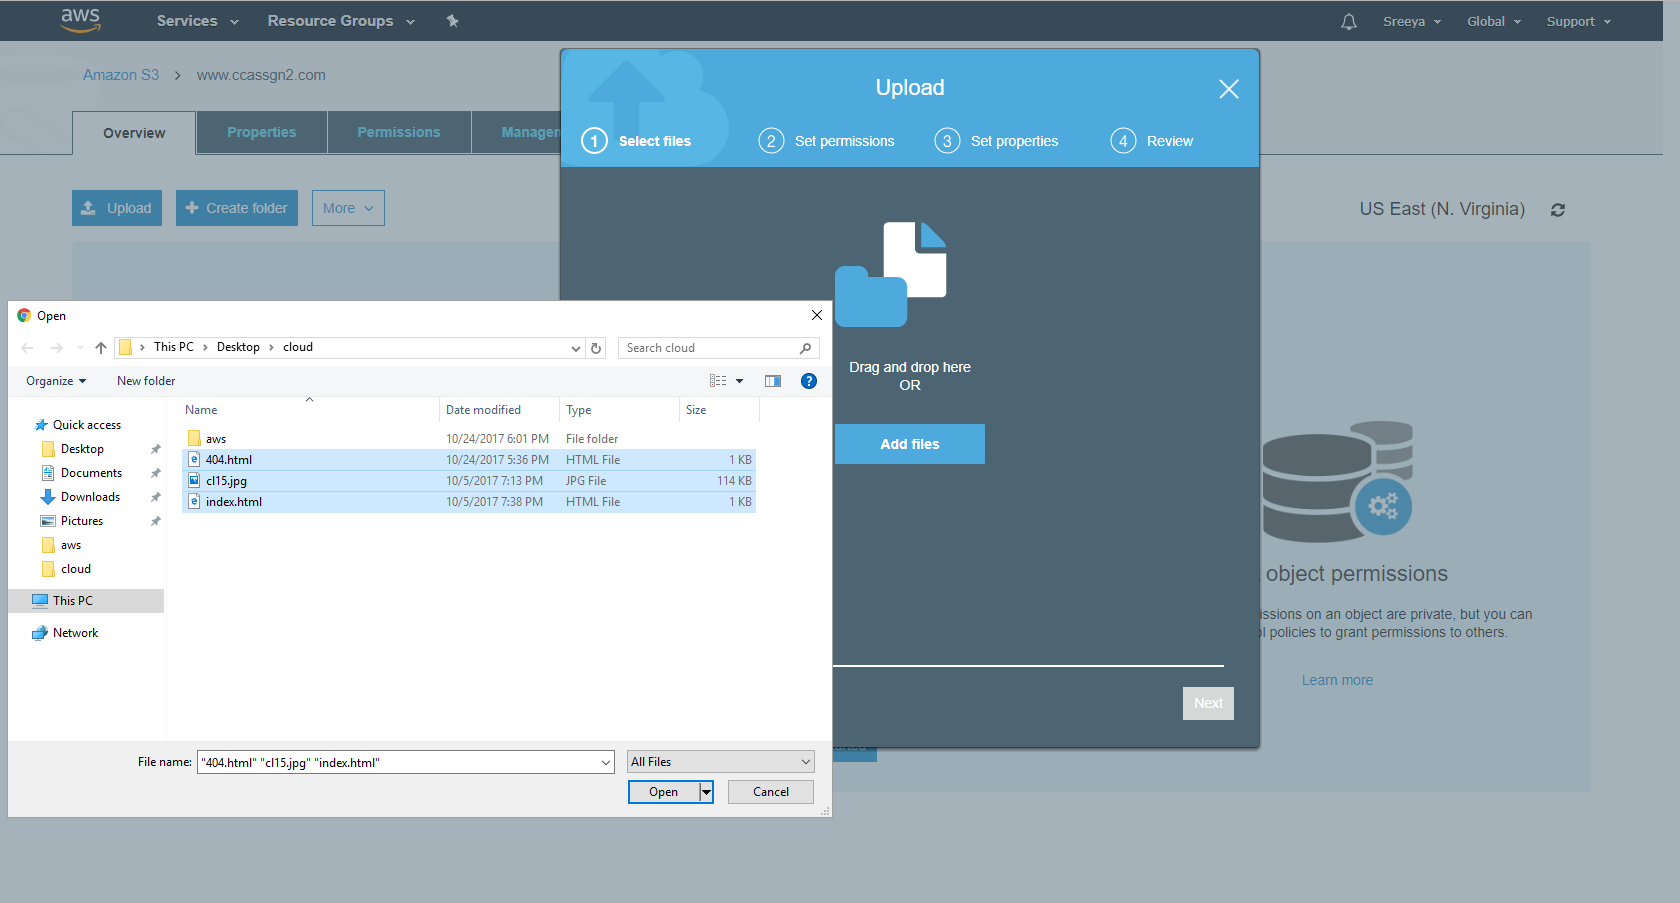 aws Services Resource Groups Sreeya Global Support
Amazon S3 > www.ccassgn2.com
Overview Properties Permissions
Upload
1 Select files 2 Set permissions 3 Set properties 4 Review
Upload Create folder More
US East (N. Virginia)
Drag and drop here
OR
Add files
object permissions
on an object are private, but you can
policies to grant permissions to others.
Learn more
Next
Open
This PC > Desktop > cloud
Search cloud
Organize New folder
Name Date modified Type Size
Quick access
Desktop
Documents
Downloads
Pictures
aws
cloud
This PC
Network
aws 10/24/2017 6:01 PM File folder
404.html 10/24/2017 5:36 PM HTML File 1 KB
cl15.jpg 10/5/2017 7:13 PM JPG File 114 KB
index.html 10/5/2017 7:38 PM HTML File 1 KB
File name: "404.html" "cl15.jpg" "index.html"
All Files
Open Cancel